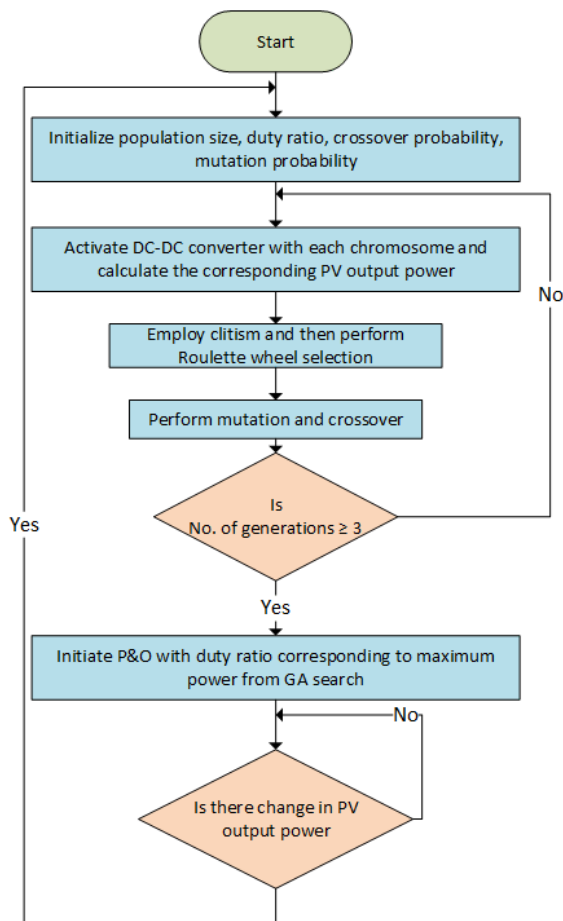 Start
Initialize population size, duty ratio, crossover probability,
mutation probability
Activate DC-DC converter with each chromosome and
calculate the corresponding PV output power
No
Employ clitism and then perform
Roulette wheel selection
Perform mutation and crossover
Is
No. of generations ≥ 3
Yes
Yes
Initiate P&O with duty ratio corresponding to maximum
power from GA search
No
Is there change in PV
output power